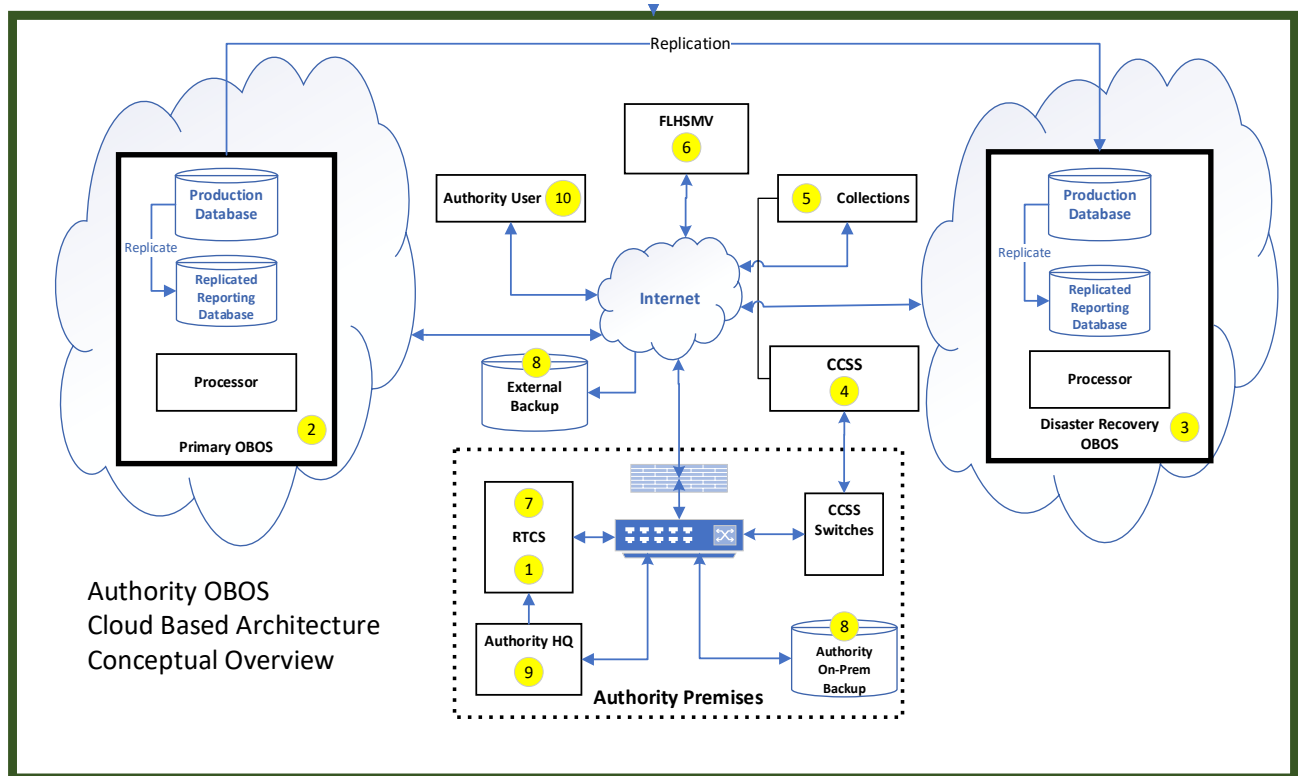 Replication
FLHSMV
6
Authority User
10
5
Collections
Production
Database
Replicate
Replicated
Reporting
Database
Processor
Primary OBOS
2
Internet
8
External
Backup
CCSS
4
Production
Database
Replicate
Replicated
Reporting
Database
Processor
Disaster Recovery
OBOS
3
7
RTCS
1
CCSS
Switches
Authority HQ
9
8
Authority
On-Prem
Backup
Authority Premises
Authority OBOS
Cloud Based Architecture
Conceptual Overview